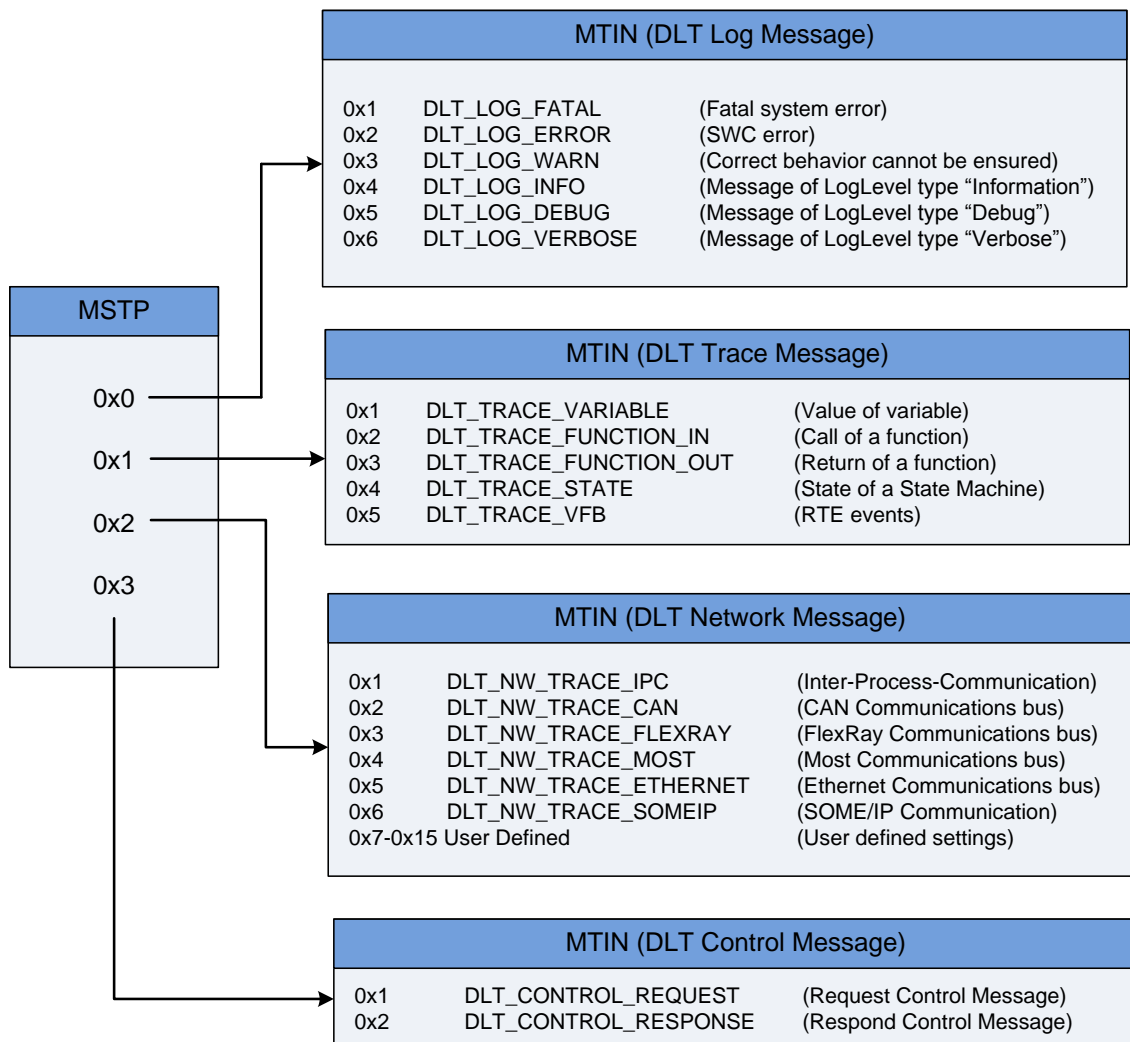 MTIN (DLT Log Message)
0x1 DLT_LOG_FATAL (Fatal system error)
0x2 DLT_LOG_ERROR (SWC error)
0x3 DLT_LOG_WARN (Correct behavior cannot be ensured)
0x4 DLT_LOG_INFO (Message of LogLevel type “Information”)
0x5 DLT_LOG_DEBUG (Message of LogLevel type “Debug”)
0x6 DLT_LOG_VERBOSE (Message of LogLevel type “Verbose”)
MSTP
0x0
0x1
0x2
0x3
MTIN (DLT Trace Message)
0x1 DLT_TRACE_VARIABLE (Value of variable)
0x2 DLT_TRACE_FUNCTION_IN (Call of a function)
0x3 DLT_TRACE_FUNCTION_OUT (Return of a function)
0x4 DLT_TRACE_STATE (State of a State Machine)
0x5 DLT_TRACE_VFB (RTE events)
MTIN (DLT Network Message)
0x1 DLT_NW_TRACE_IPC (Inter-Process-Communication)
0x2 DLT_NW_TRACE_CAN (CAN Communications bus)
0x3 DLT_NW_TRACE_FLEXRAY (FlexRay Communications bus)
0x4 DLT_NW_TRACE_MOST (Most Communications bus)
0x5 DLT_NW_TRACE_ETHERNET (Ethernet Communications bus)
0x6 DLT_NW_TRACE_SOMEIP (SOME/IP Communication)
0x7-0x15 User Defined (User defined settings)
MTIN (DLT Control Message)
0x1 DLT_CONTROL_REQUEST (Request Control Message)
0x2 DLT_CONTROL_RESPONSE (Respond Control Message)